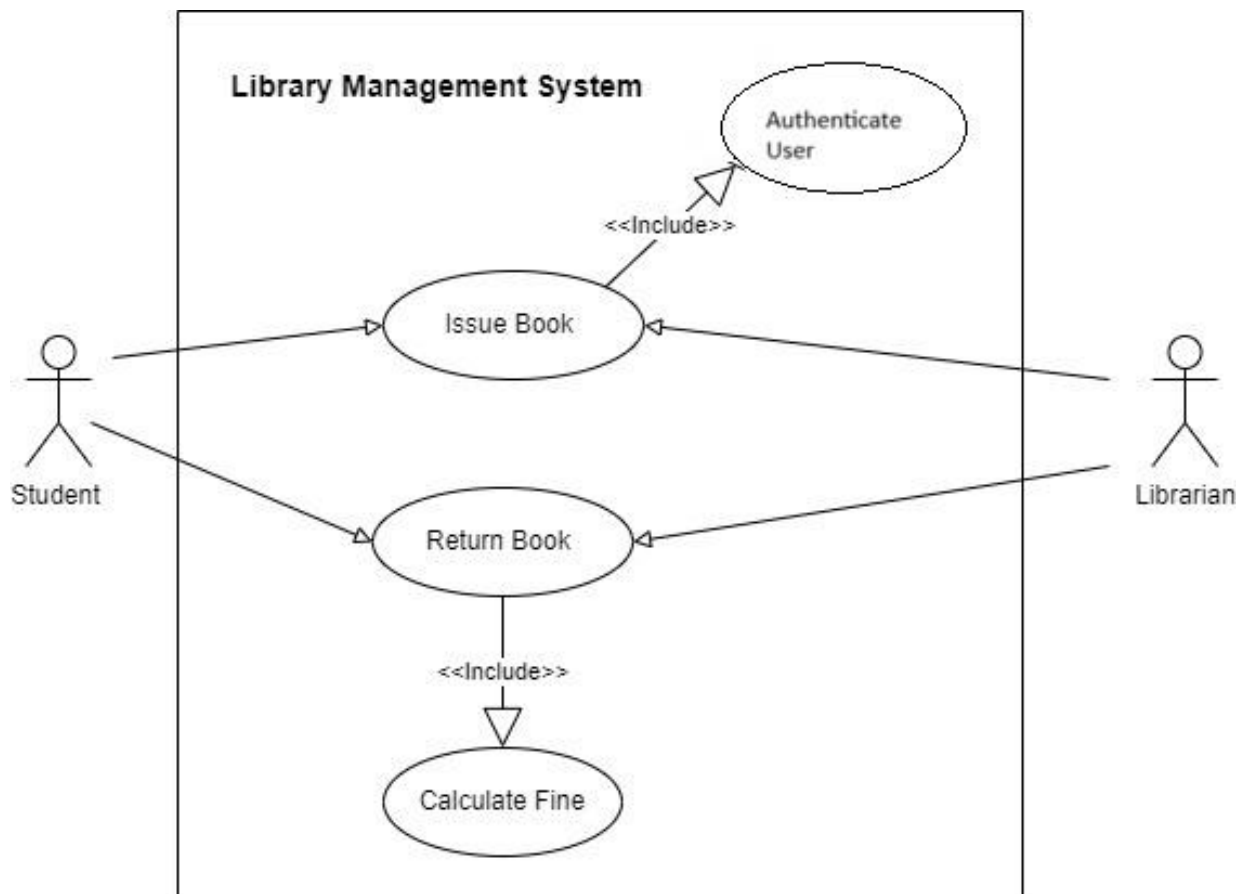 Library Management System
Authenticate
User
<<Include>>
Issue Book
Student
Librarian
Return Book
<<Include>>
Calculate Fine